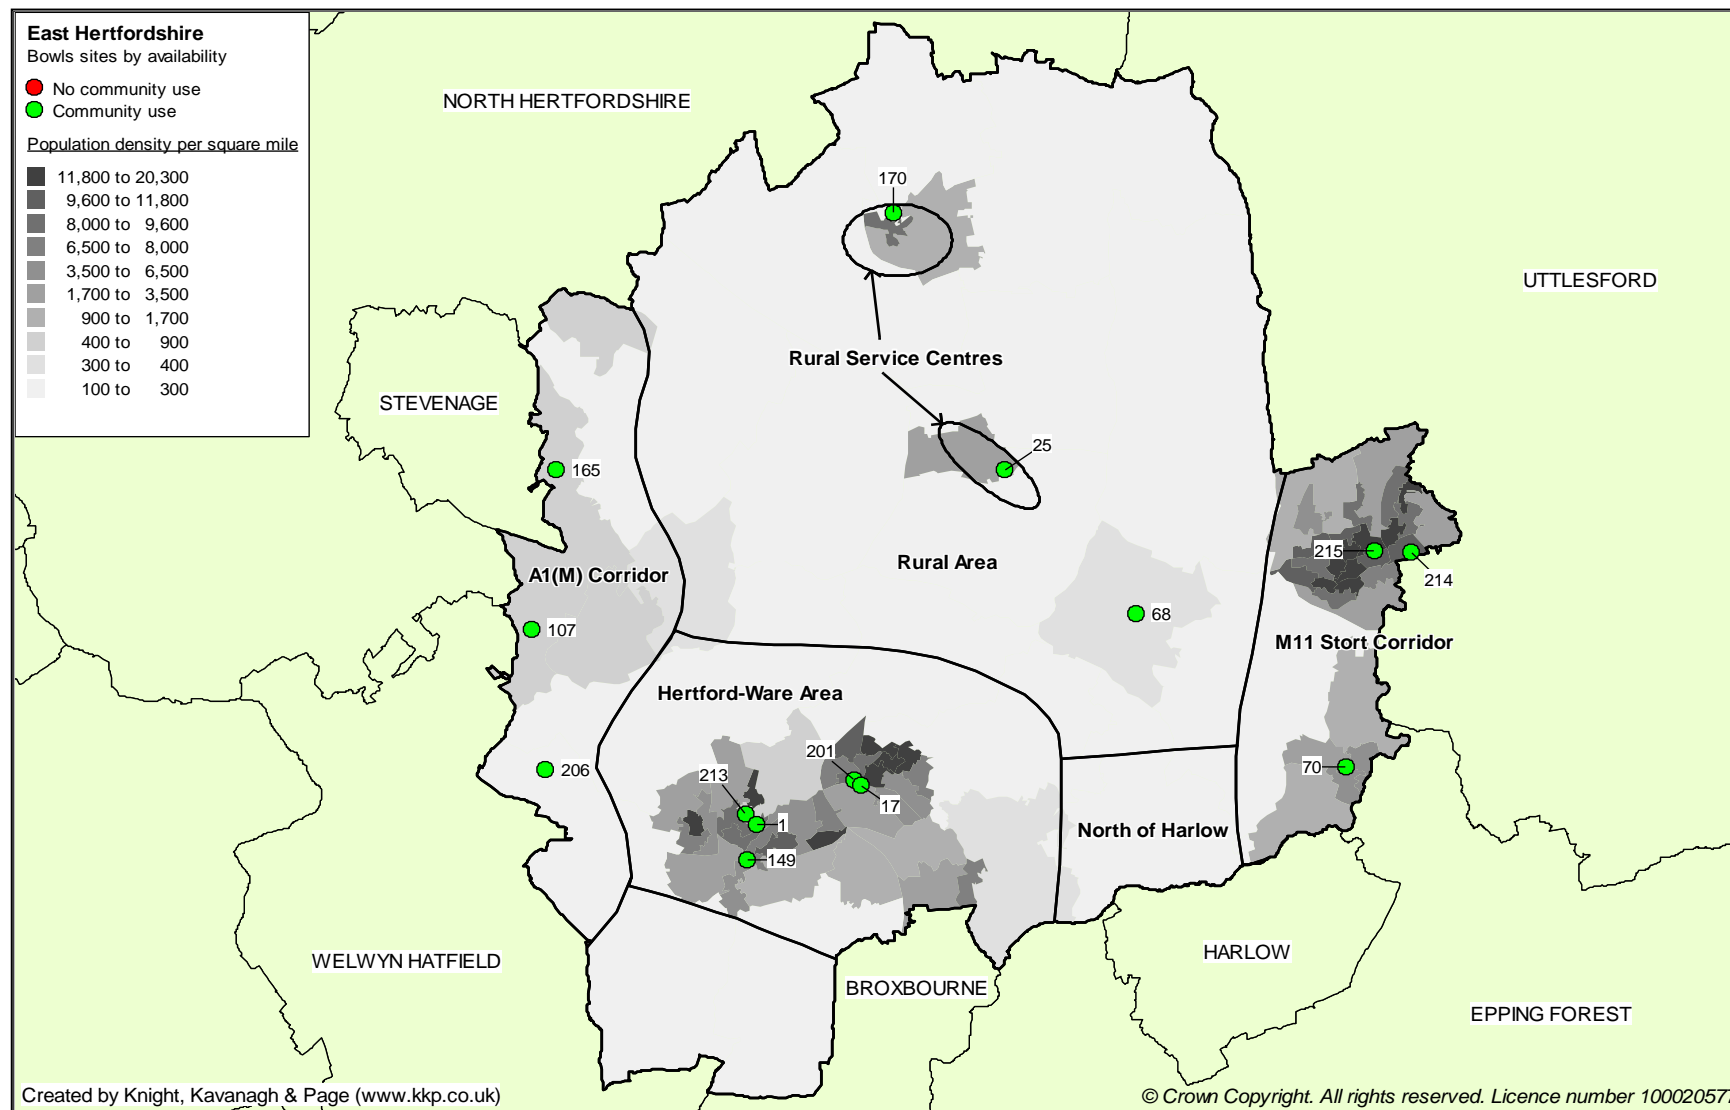 East Hertfordshire
Bowls sites by availability
No community use
Community use
Population density per square mile
11,800 to 20,300
9,600 to 11,800
8,000 to 9,600
6,500 to 8,000
3,500 to 6,500
1,700 to 3,500
900 to 1,700
400 to 900
300 to 400
100 to 300
NORTH HERTFORDSHIRE
170
UTTLESFORD
Rural Service Centres
STEVENAGE
25
165
215
214
A1(M) Corridor
Rural Area
68
107
M11 Stort Corridor
Hertford-Ware Area
201
206
213
70
17
1
North of Harlow
149
WELWYN HATFIELD
HARLOW
BROXBOURNE
EPPING FOREST
Created by Knight, Kavanagh & Page (www.kkp.co.uk)
© Crown Copyright. All rights reserved. Licence number 100020577